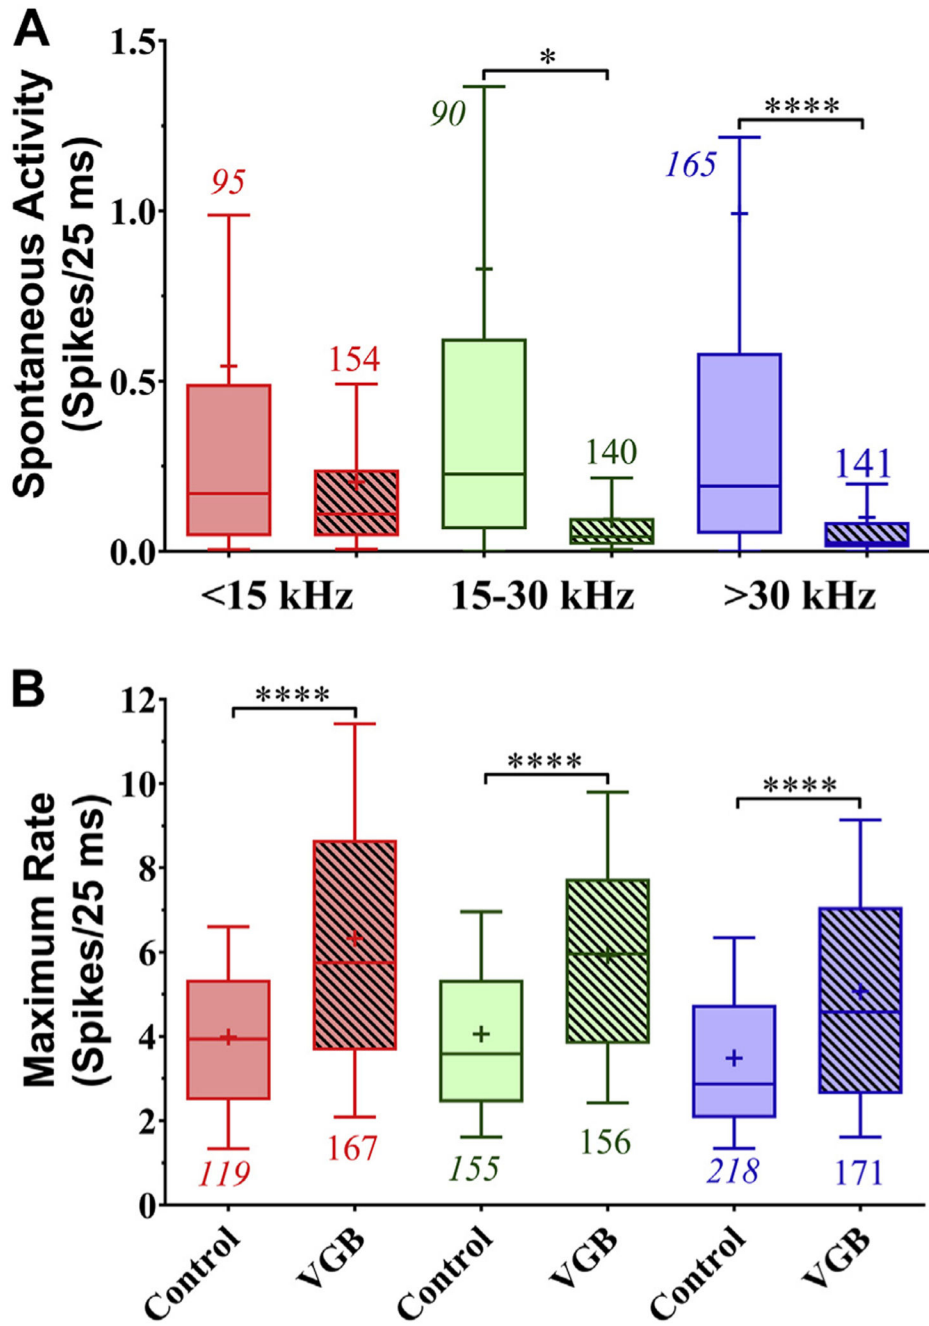 A
Spontaneous Activity
(Spikes/25 ms)
1.5
1.0
0.5
0.0
95
154
90
*
140
165
****
141
<15 kHz
15-30 kHz
>30 kHz
B
Maximum Rate
(Spikes/25 ms)
12
10
8
6
4
2
0
****
****
****
119
167
155
156
218
171
Control
VGB
Control
VGB
Control
VGB